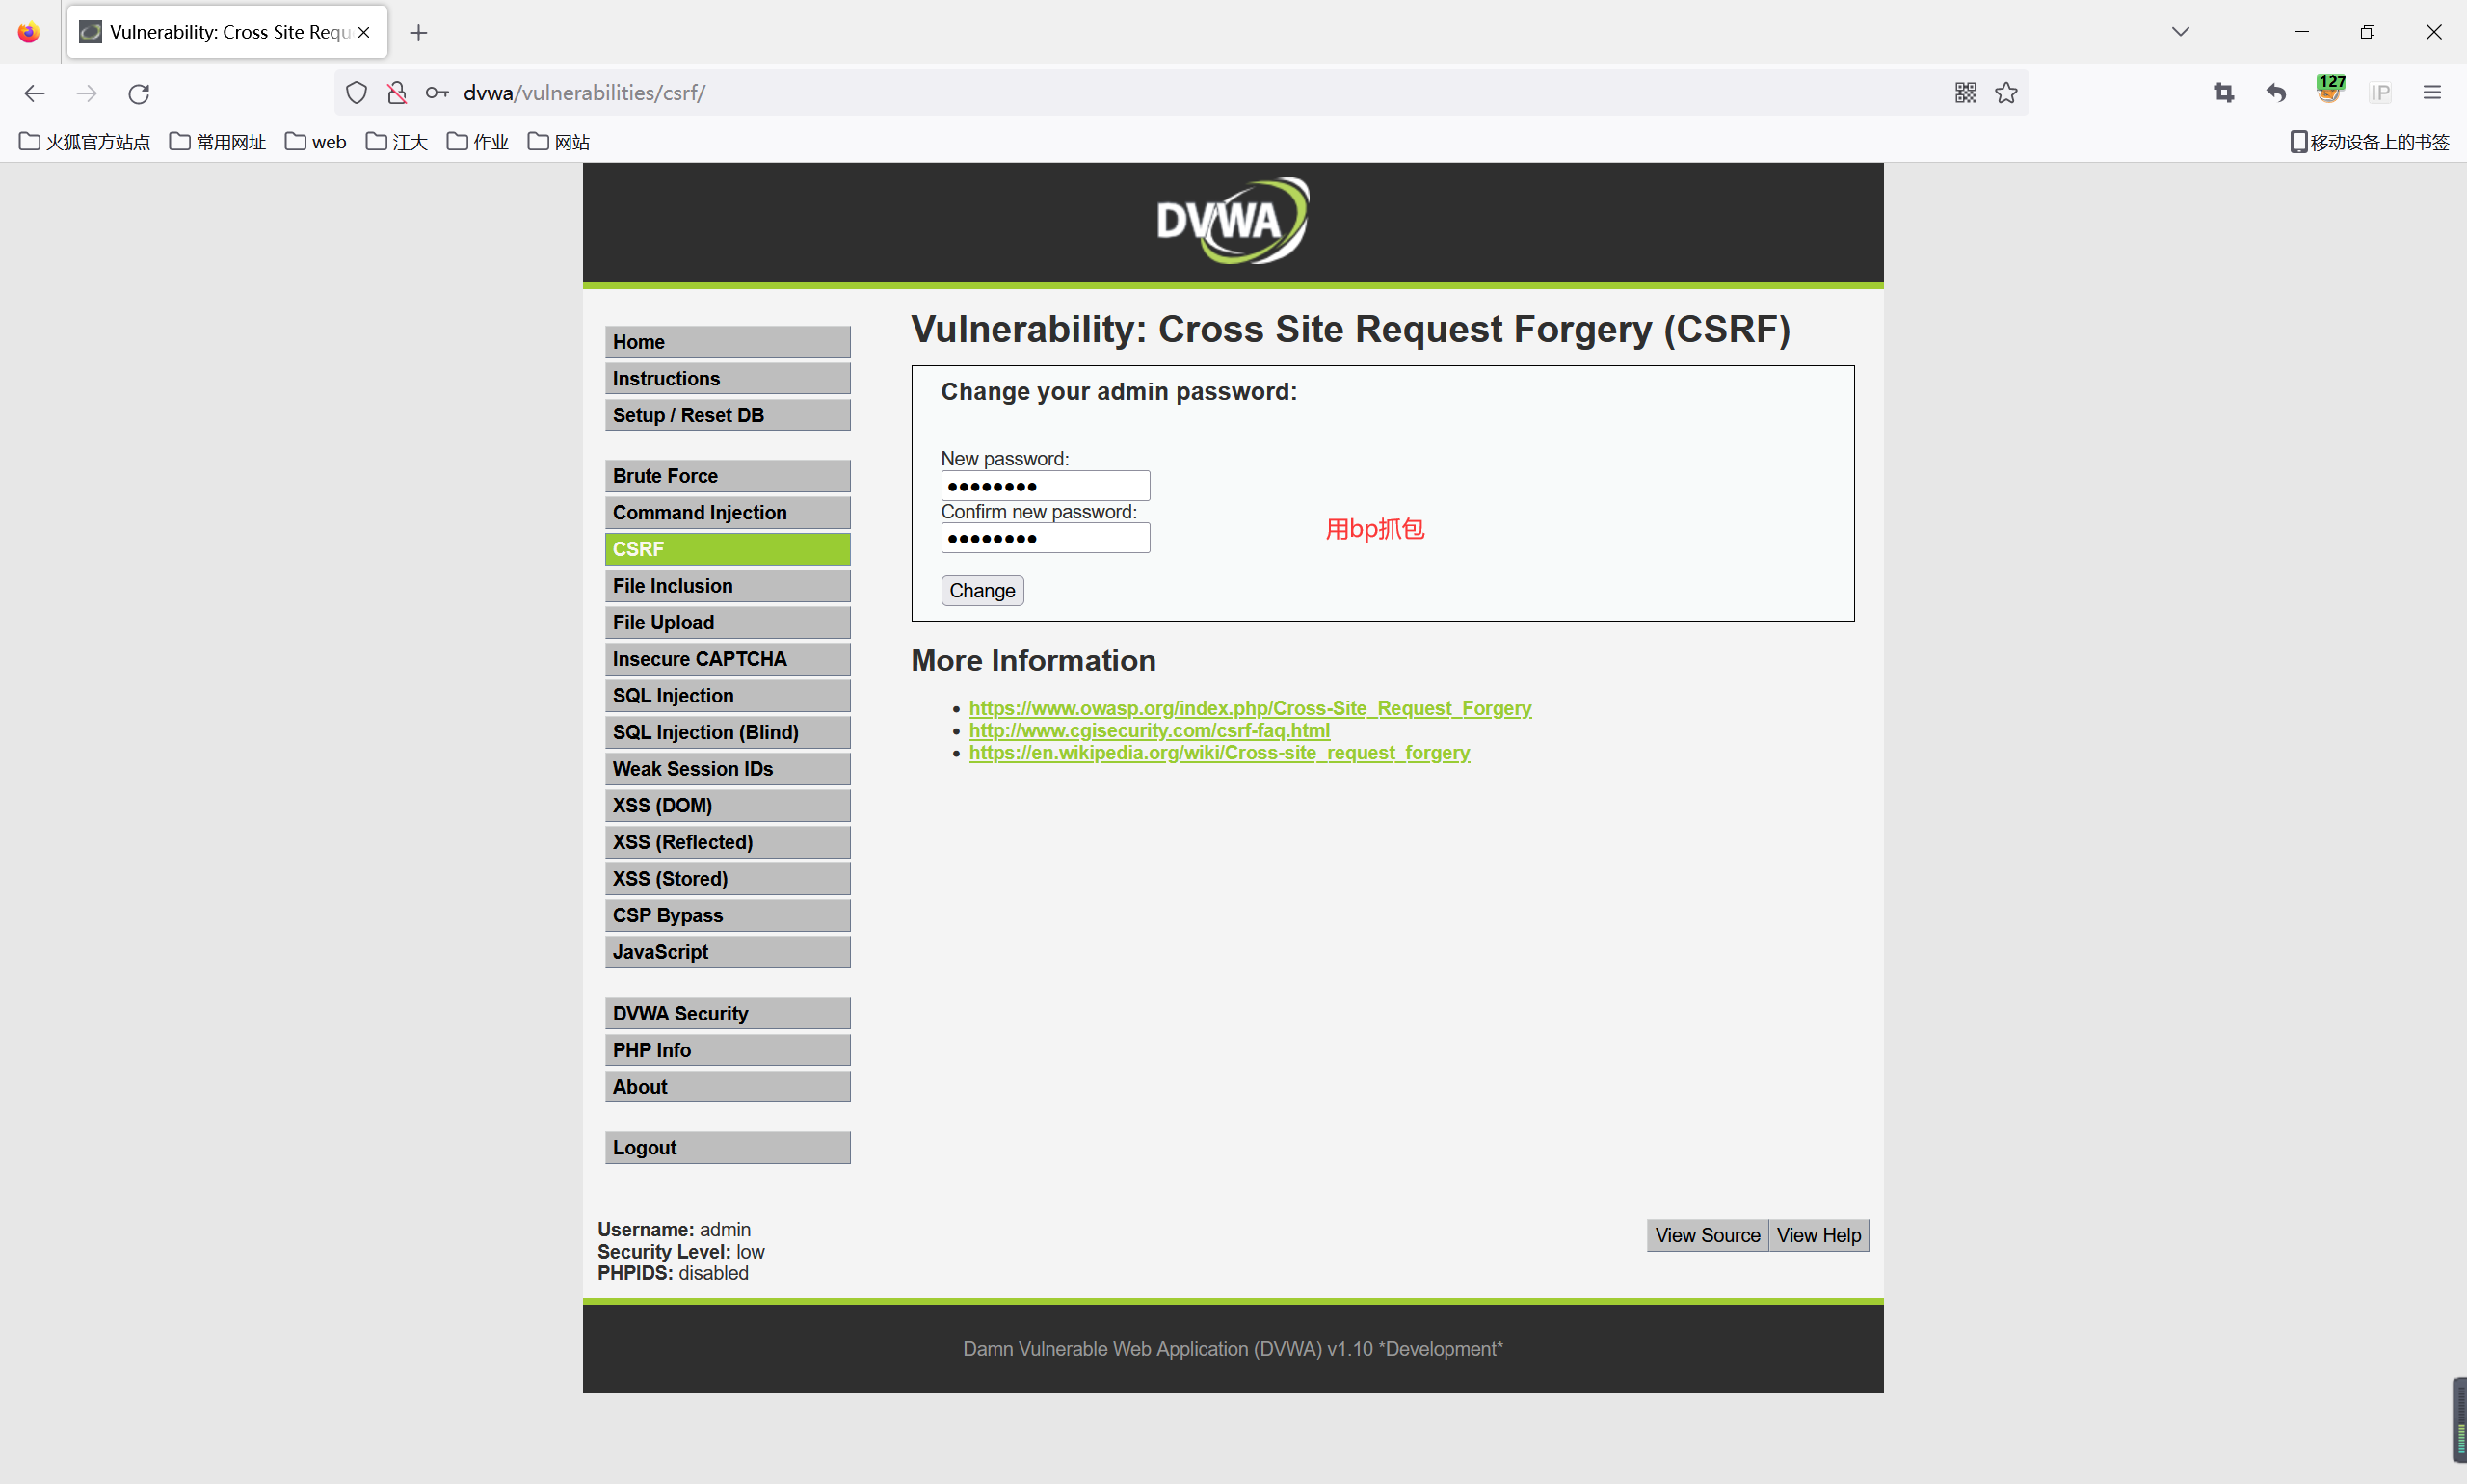 Vulnerability: Cross Site Requ
dvwa/vulnerabilities/csrf/
127
IP
火狐官方站点 常用网址 web 江大 作业 网站 移动设备上的书签
DVWA
Home
Instructions
Setup / Reset DB
Brute Force
Command Injection
CSRF
File Inclusion
File Upload
Insecure CAPTCHA
SQL Injection
SQL Injection (Blind)
Weak Session IDs
XSS (DOM)
XSS (Reflected)
XSS (Stored)
CSP Bypass
JavaScript
DVWA Security
PHP Info
About
Logout
Vulnerability: Cross Site Request Forgery (CSRF)
Change your admin password:
New password:
●●●●●●●●
Confirm new password:
●●●●●●●●
用bp抓包
Change
More Information
https://www.owasp.org/index.php/Cross-Site_Request_Forgery
http://www.cgisecurity.com/csrf-faq.html
https://en.wikipedia.org/wiki/Cross-site_request_forgery
Username: admin
Security Level: low
PHPIDS: disabled
View Source View Help
Damn Vulnerable Web Application (DVWA) v1.10 *Development*